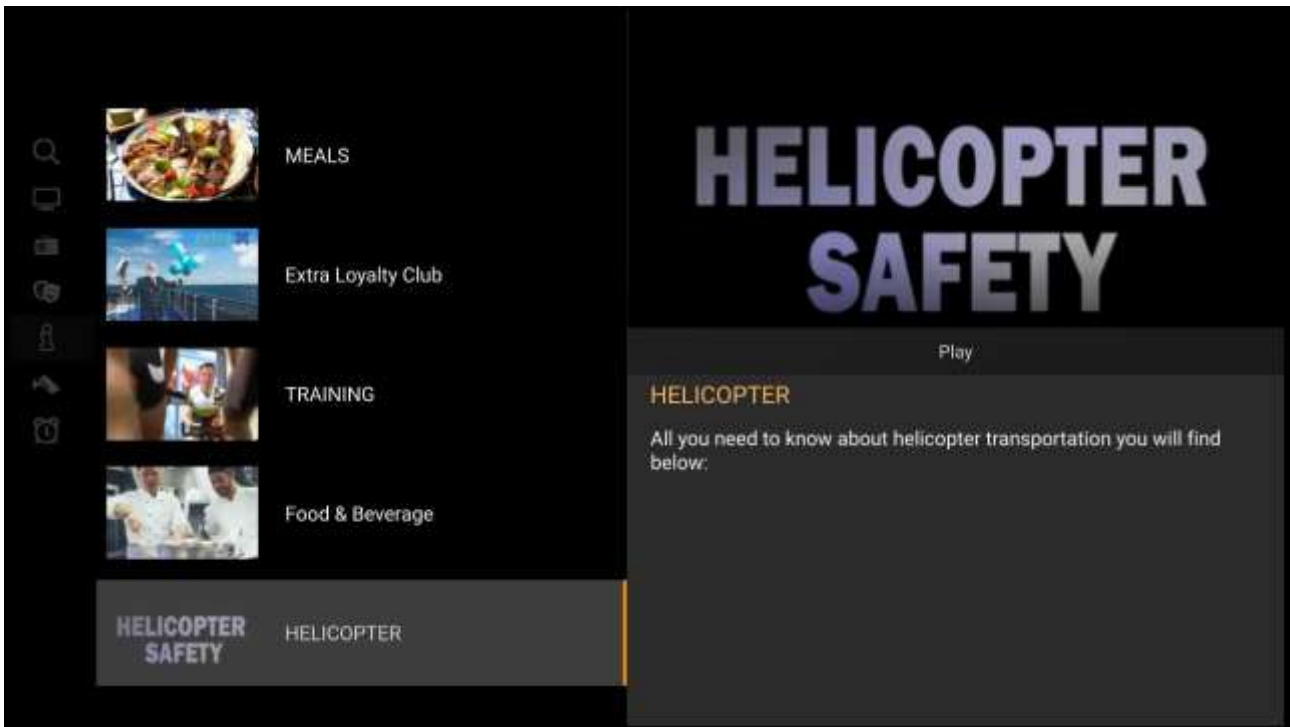 MEALS
Extra Loyalty Club
TRAINING
Food & Beverage
HELICOPTER
SAFETY
HELICOPTER
HELICOPTER
SAFETY
Play
HELICOPTER
All you need to know about helicopter transportation you will find
below: